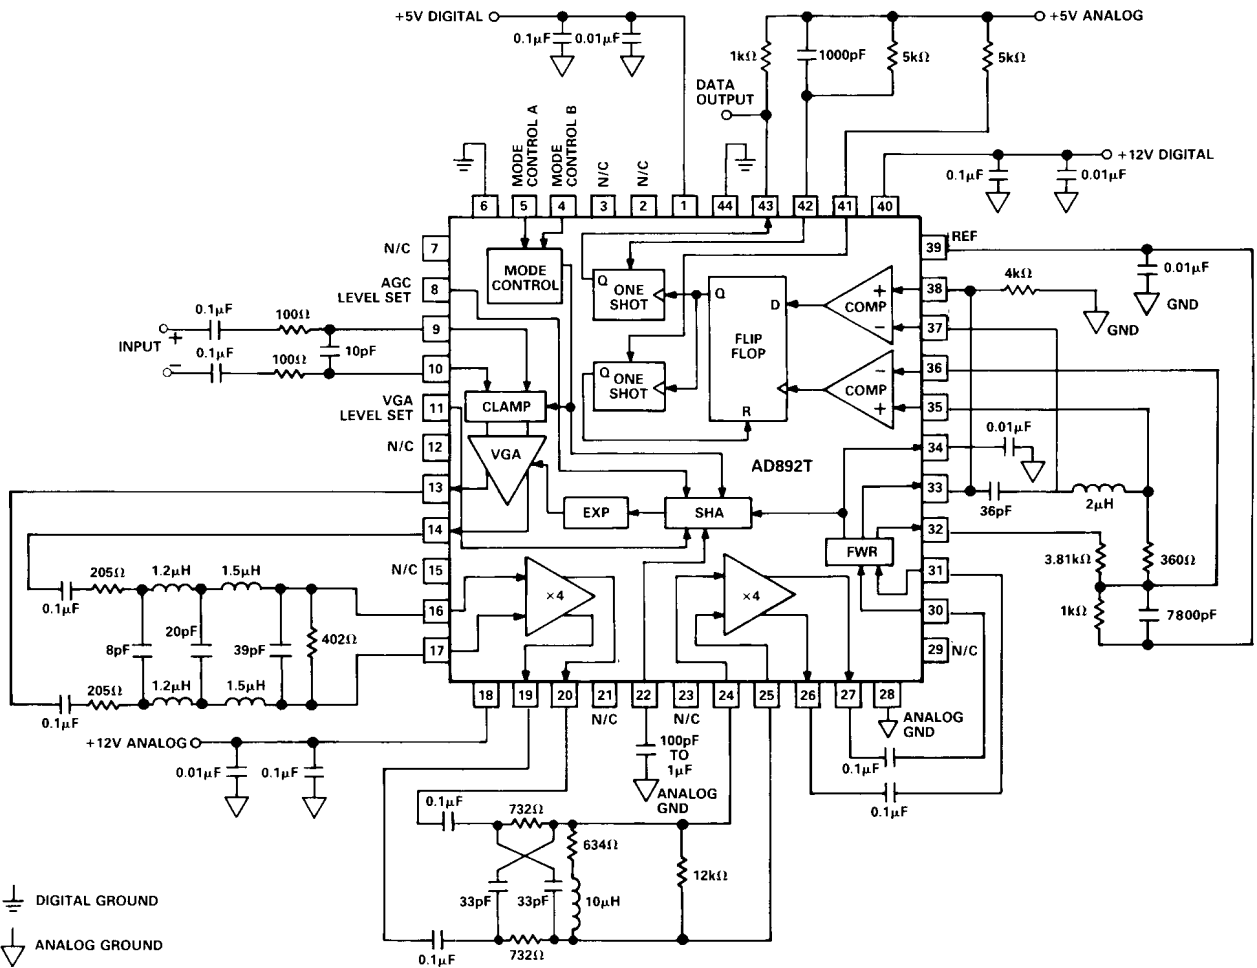 +5V DIGITAL
0.1μF
0.01μF
+5V ANALOG
1kΩ
1000pF
5kΩ
5kΩ
DATA
OUTPUT
MODE
CONTROL A
MODE
CONTROL B
N/C
N/C
+12V DIGITAL
0.1μF
0.01μF
6
5
4
3
2
1
44
43
42
41
40
N/C
7
AGC
LEVEL SET
8
INPUT
+
−
0.1μF
0.1μF
100Ω
100Ω
10pF
9
10
VGA
LEVEL SET
11
N/C
12
13
14
N/C
15
16
17
MODE
CONTROL
Q
ONE
SHOT
Q
ONE
SHOT
Q
D
FLIP
FLOP
R
+
COMP
−
−
COMP
+
CLAMP
VGA
AD892T
EXP
SHA
FWR
×4
×4
39
REF
38
37
36
35
34
33
32
31
30
29
N/C
0.01μF
GND
4kΩ
GND
0.01μF
36pF
2μH
3.81kΩ
360Ω
1kΩ
7800pF
205Ω
1.2μH
1.5μH
0.1μF
8pF
20pF
39pF
402Ω
205Ω
1.2μH
1.5μH
0.1μF
18
19
20
21
22
23
24
25
26
27
28
N/C
N/C
ANALOG
GND
+12V ANALOG
0.01μF
0.1μF
100pF
TO
1μF
ANALOG
GND
0.1μF
0.1μF
0.1μF
732Ω
634Ω
12kΩ
33pF
33pF
10μH
0.1μF
732Ω
DIGITAL GROUND
ANALOG GROUND